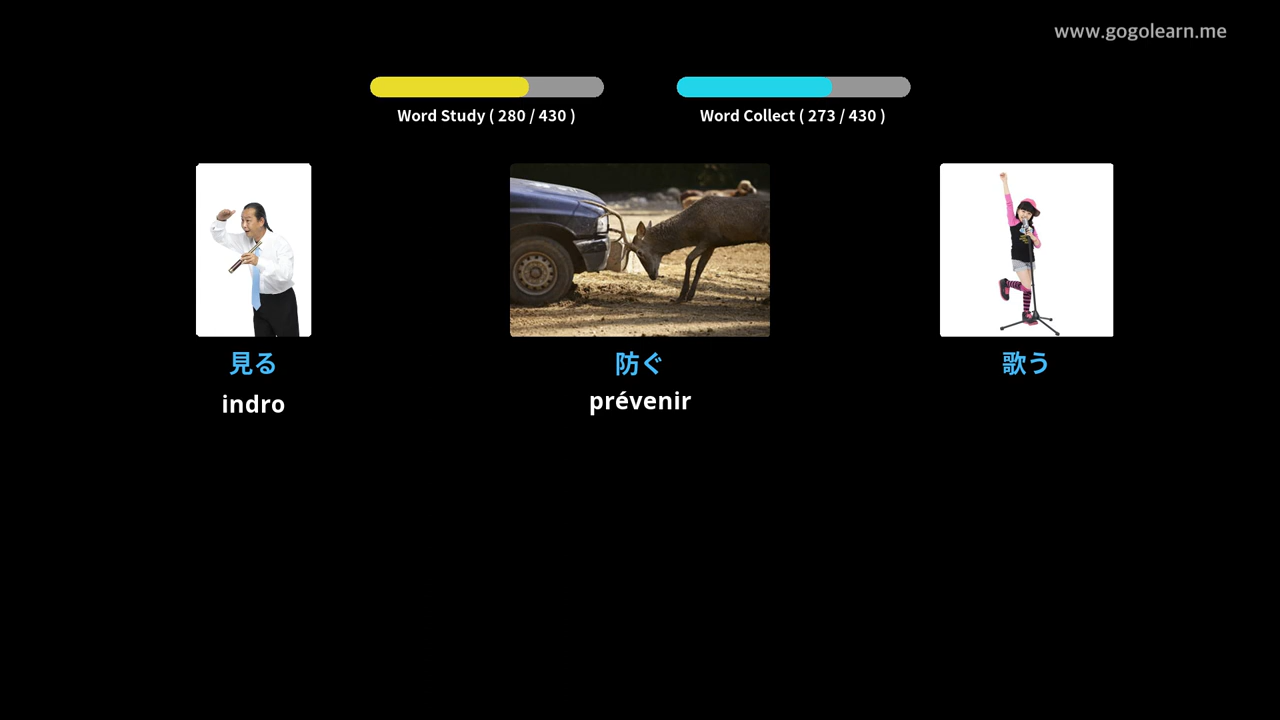 www.gogolearn.me
Word Study ( 280 / 430 )
Word Collect ( 273 / 430 )
見る
防ぐ
歌う
indro
prévenir